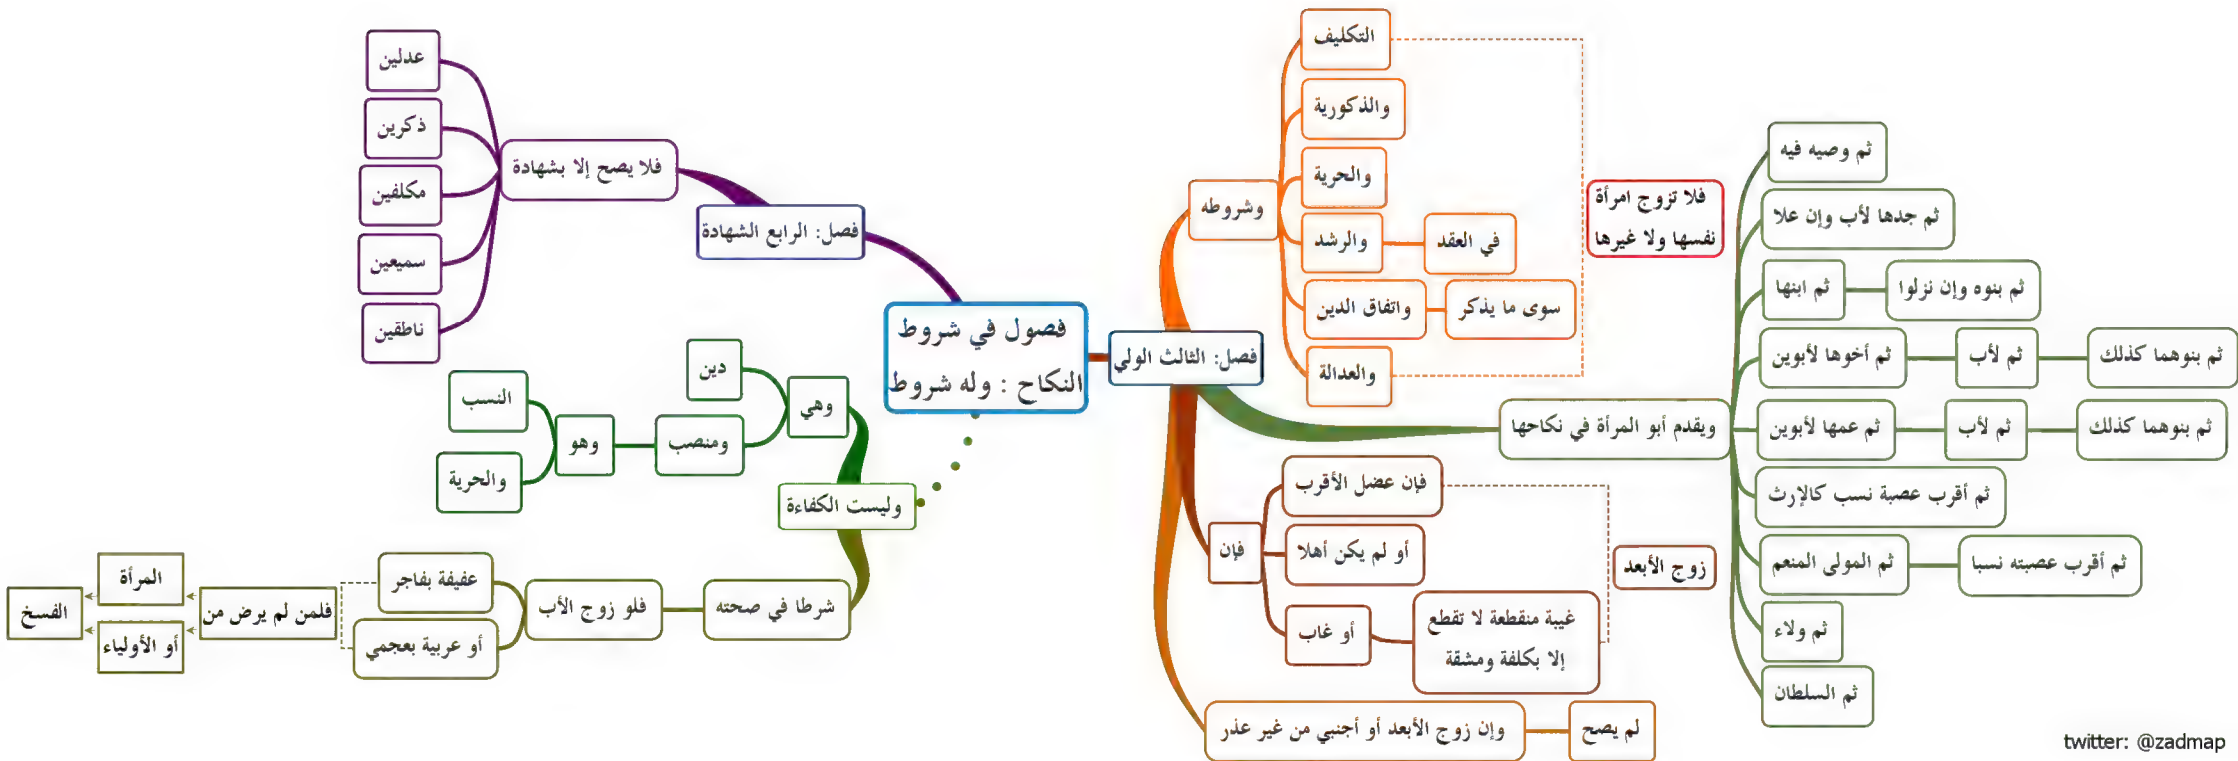 فصول في شروط
النكاح : وله شروط
فصل: الثالث الولي
وشروطه
التكليف
والذكورية
والحرية
والرشد
في العقد
واتفاق الدين
سوى ما يذكر
والعدالة
فلا تزوج امرأة
نفسها ولا غيرها
ويقدم أبو المرأة في نكاحها
ثم وصيه فيه
ثم جدها لأب وإن علا
ثم ابنها
ثم بنوه وإن نزلوا
ثم أخوها لأبوين
ثم لأب
ثم بنوهما كذلك
ثم عمها لأبوين
ثم لأب
ثم بنوهما كذلك
ثم أقرب عصبة نسب كالإرث
ثم المولى المنعم
ثم أقرب عصبته نسبا
ثم ولاء
ثم السلطان
فإن
فإن عضل الأقرب
أو لم يكن أهلا
أو غاب
غيبة منقطعة لا تقطع
إلا بكلفة ومشقة
زوج الأبعد
وإن زوج الأبعد أو أجنبي من غير عذر
لم يصح
فصل: الرابع الشهادة
فلا يصح إلا بشهادة
عدلين
ذكرين
مكلفين
سميعين
ناطقين
وليست الكفاءة
وهي
دين
ومنصب
وهو
النسب
والحرية
شرطا في صحته
فلو زوج الأب
عفيفة بفاجر
أو عربية بعجمي
فلمن لم يرض من
المرأة
أو الأولياء
الفسخ
twitter: @zadmap